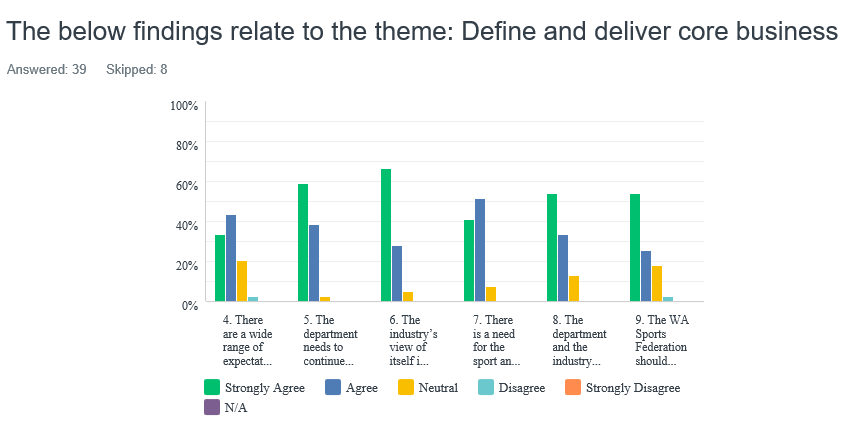 The below findings relate to the theme: Define and deliver core business
Answered: 39 Skipped: 8
100%
80%
60%
40%
20%
0%
4. There
are a wide
range of
expectat...
5. The
department
needs to
continue...
6. The
industry’s
view of
itself i...
7. There
is a need
for the
sport an...
8. The
department
and the
industry...
9. The WA
Sports
Federation
should...
Strongly Agree Agree Neutral Disagree Strongly Disagree
N/A